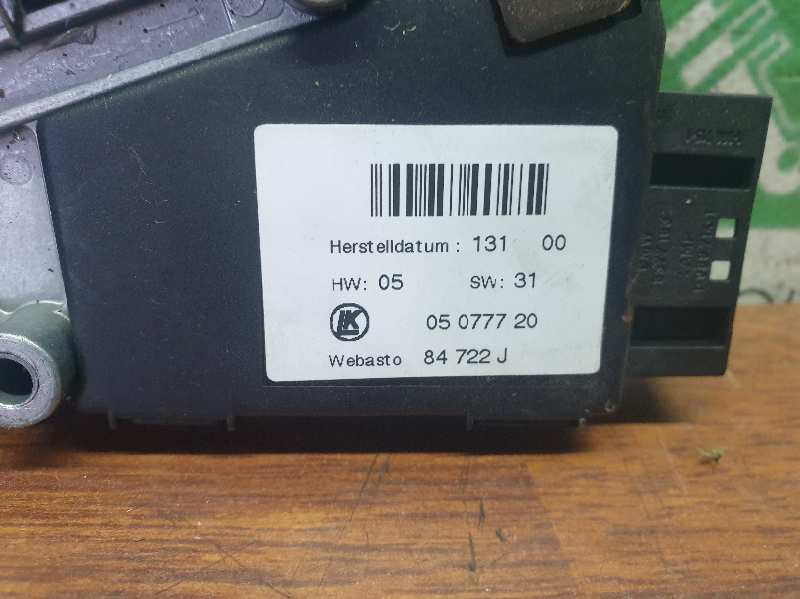 Herstelldatum : 131 00
HW: 05 SW: 31
K 05 0777 20
Webasto 84 722 J